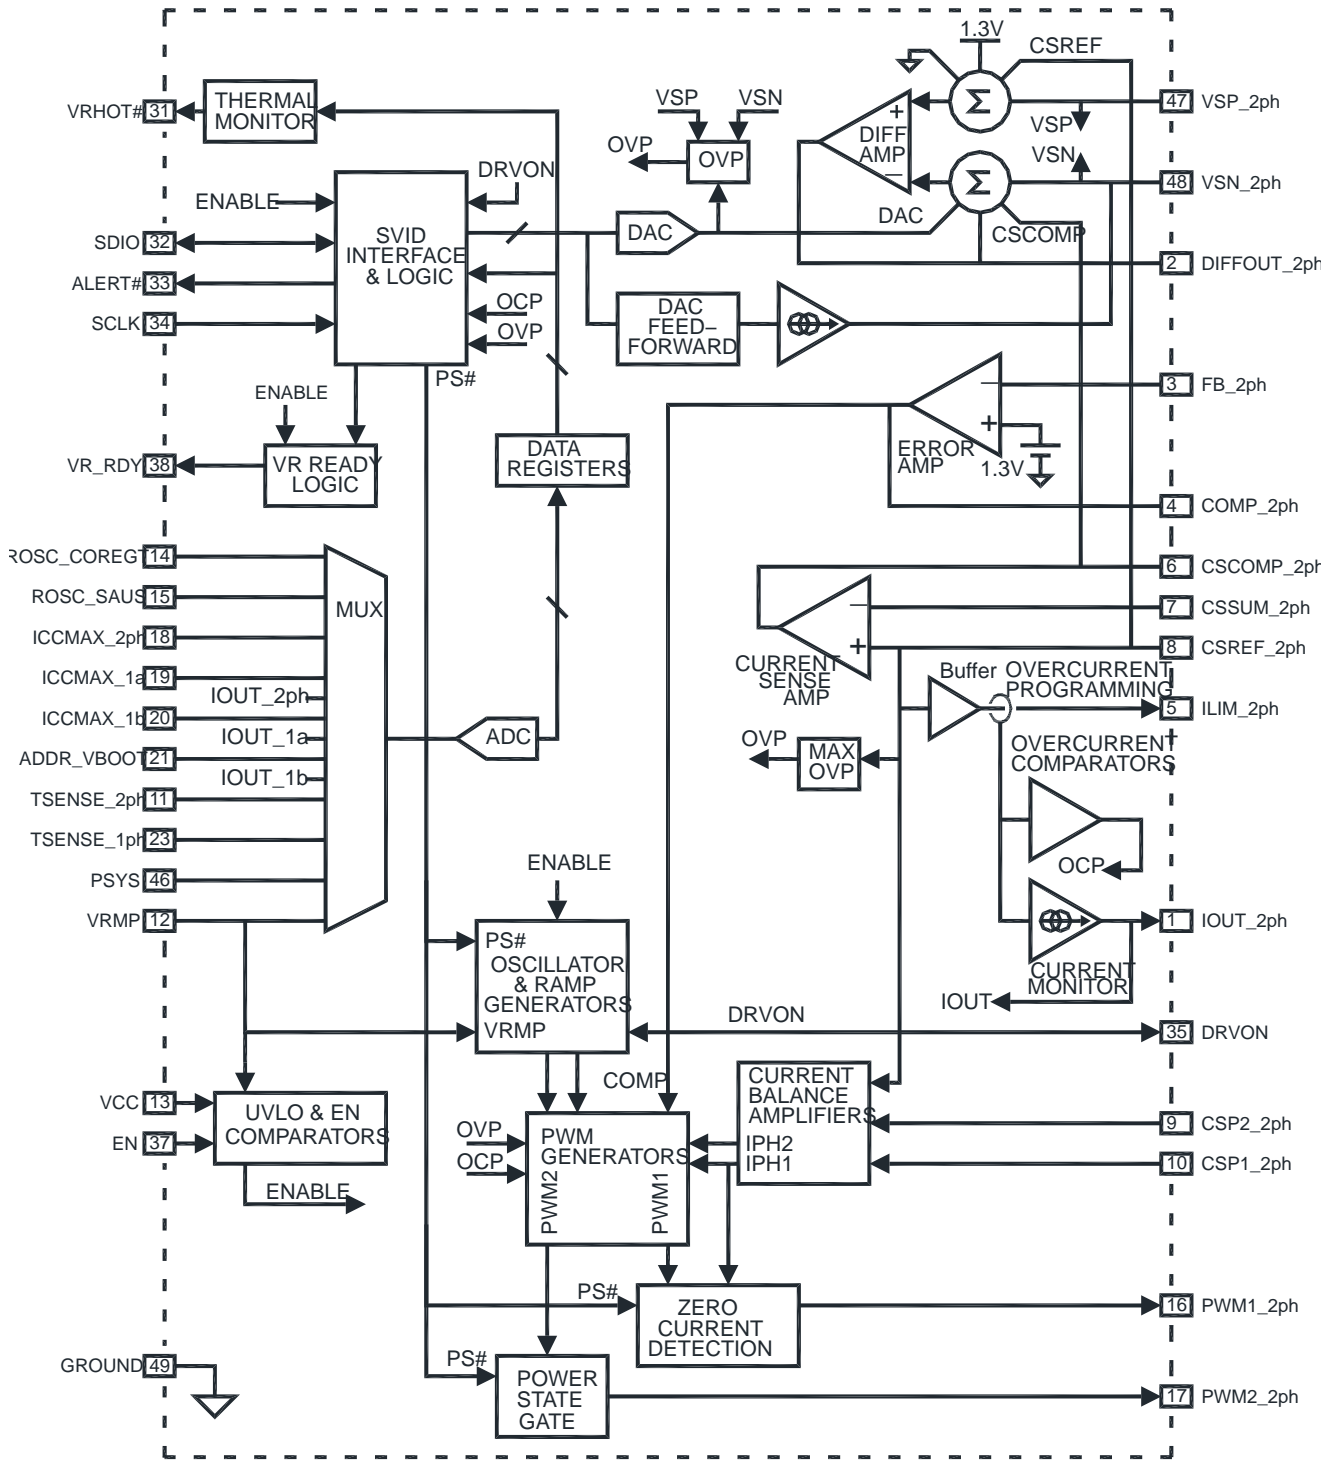 1.3V
CSREF
VRHOT# 31
THERMAL
MONITOR
VSP
VSN
OVP
OVP
+
DIFF
AMP
–
Σ
47 VSP_2ph
VSP
VSN
Σ
48 VSN_2ph
DAC
CSCOMP
2 DIFFOUT_2ph
DRVON
ENABLE
SVID
INTERFACE
& LOGIC
SDIO 32
ALERT# 33
SCLK 34
OCP
OVP
PS#
DAC
DAC
FEED–
FORWARD
ENABLE
VR_RDY 38
VR READY
LOGIC
DATA
REGISTERS
–
+
ERROR
AMP
1.3V
3 FB_2ph
4 COMP_2ph
6 CSCOMP_2ph
7 CSSUM_2ph
8 CSREF_2ph
ROSC_COREGT 14
ROSC_SAUS 15
ICCMAX_2ph 18
ICCMAX_1a 19
IOUT_2ph
ICCMAX_1b 20
IOUT_1a
ADDR_VBOOT 21
IOUT_1b
TSENSE_2ph 11
TSENSE_1ph 23
PSYS 46
VRMP 12
MUX
ADC
–
+
CURRENT
SENSE
AMP
Buffer
OVERCURRENT
PROGRAMMING
5
5 ILIM_2ph
OVP
MAX
OVP
OVERCURRENT
COMPARATORS
OCP
1 IOUT_2ph
CURRENT
MONITOR
IOUT
ENABLE
PS#
OSCILLATOR
& RAMP
GENERATORS
VRMP
DRVON
35 DRVON
COMP
CURRENT
BALANCE
AMPLIFIERS
IPH2
IPH1
9 CSP2_2ph
10 CSP1_2ph
VCC 13
EN 37
UVLO & EN
COMPARATORS
ENABLE
OVP
OCP
PWM
GENERATORS
PWM2
PWM1
PS#
ZERO
CURRENT
DETECTION
16 PWM1_2ph
GROUND 49
PS#
POWER
STATE
GATE
17 PWM2_2ph